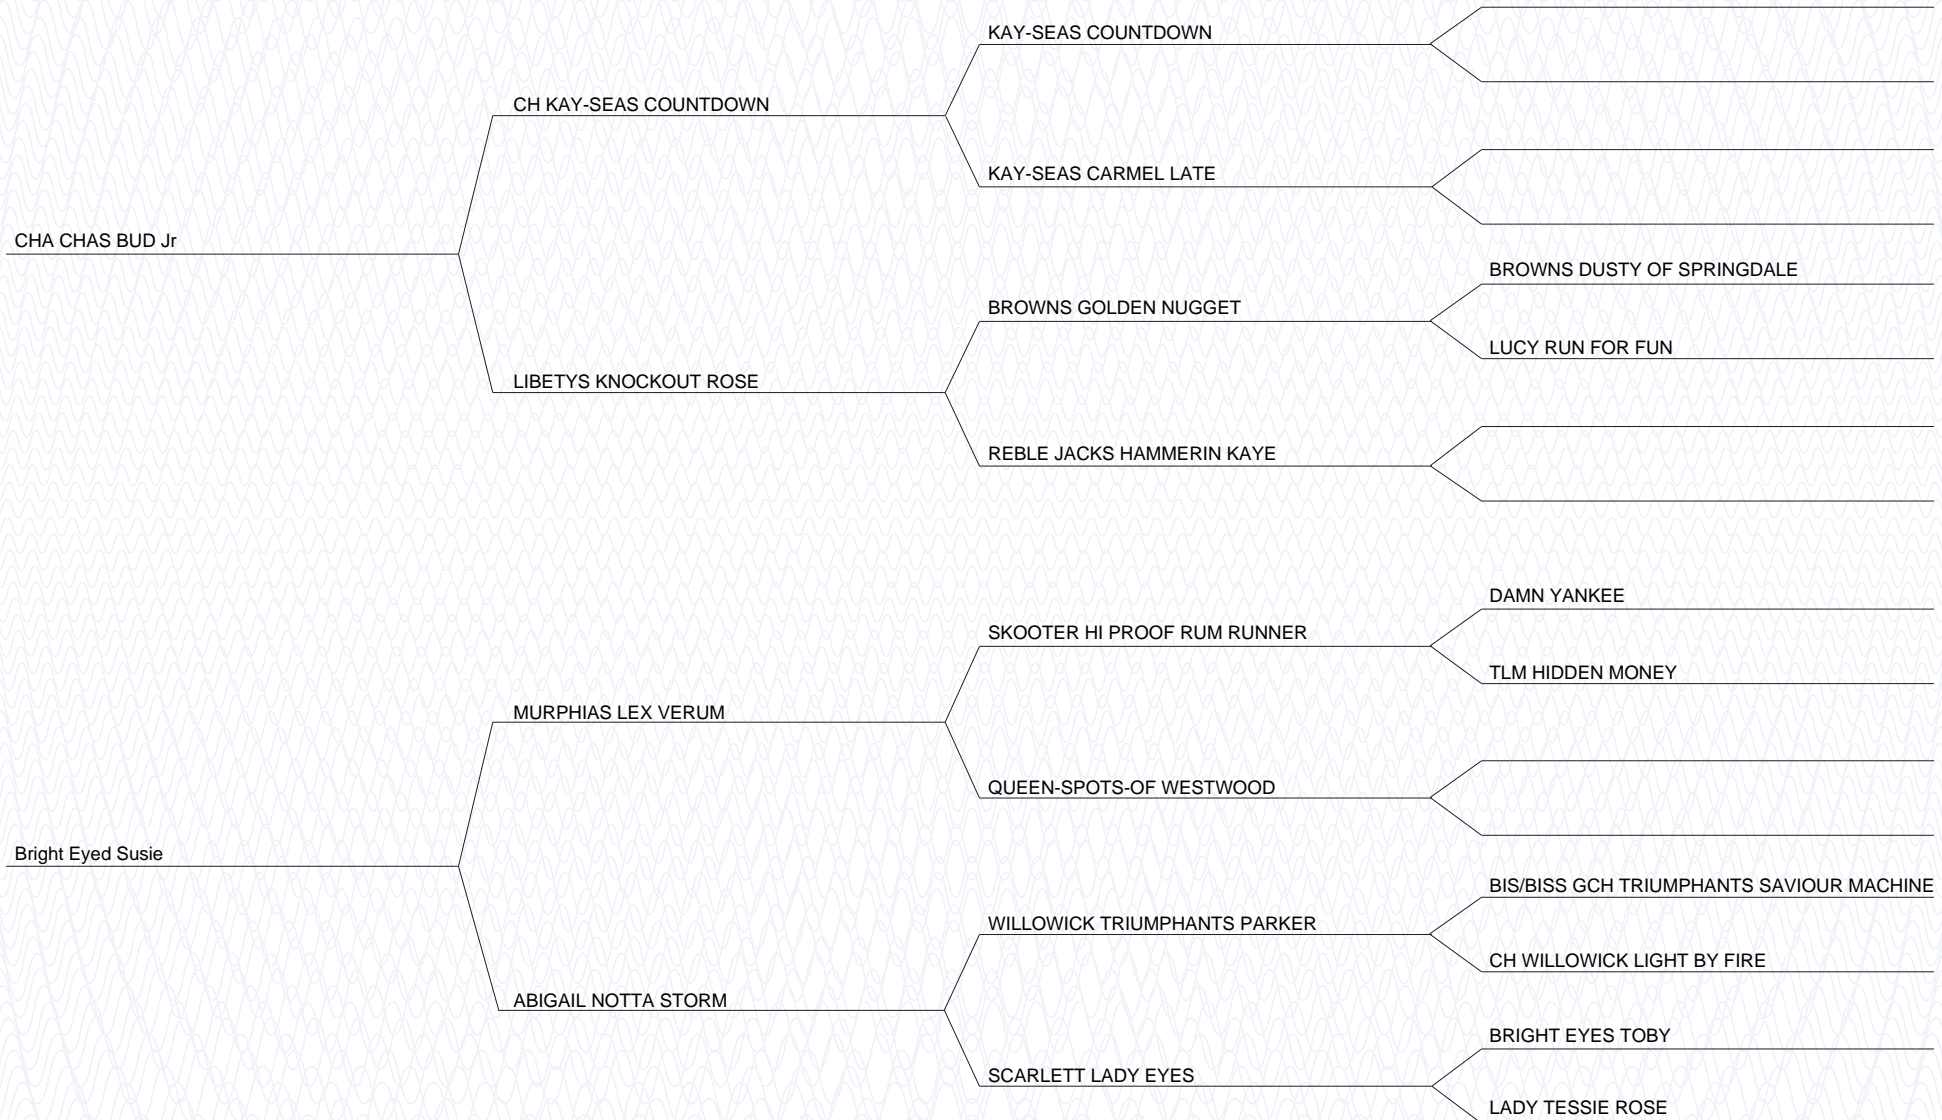 KAY-SEAS COUNTDOWN
CH KAY-SEAS COUNTDOWN
KAY-SEAS CARMEL LATE
CHA CHAS BUD Jr
BROWNS DUSTY OF SPRINGDALE
BROWNS GOLDEN NUGGET
LUCY RUN FOR FUN
LIBETYS KNOCKOUT ROSE
REBLE JACKS HAMMERIN KAYE
DAMN YANKEE
SKOOTER HI PROOF RUM RUNNER
TLM HIDDEN MONEY
MURPHIAS LEX VERUM
QUEEN-SPOTS-OF WESTWOOD
Bright Eyed Susie
BIS/BISS GCH TRIUMPHANTS SAVIOUR MACHINE
WILLOWICK TRIUMPHANTS PARKER
CH WILLOWICK LIGHT BY FIRE
ABIGAIL NOTTA STORM
BRIGHT EYES TOBY
SCARLETT LADY EYES
LADY TESSIE ROSE